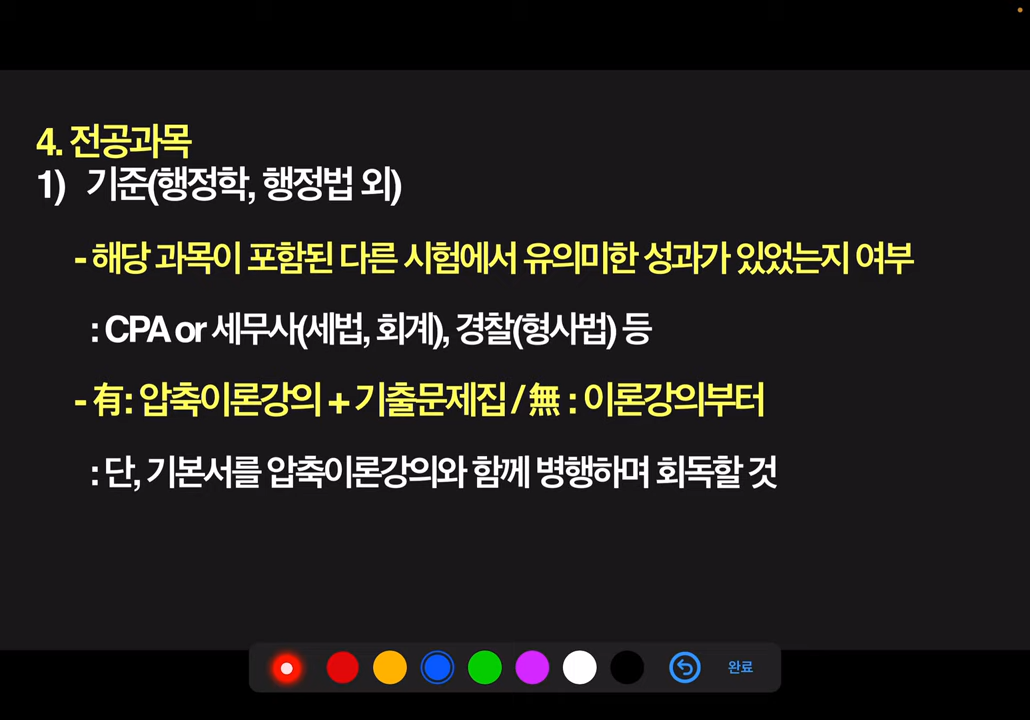 4. 전공과목
1) 기준(행정학, 행정법 외)
- 해당 과목이 포함된 다른 시험에서 유의미한 성과가 있었는지 여부
: CPA or 세무사(세법, 회계), 경찰(형사법) 등
- 有: 압축이론강의 + 기출문제집 / 無 : 이론강의부터
: 단, 기본서를 압축이론강의와 함께 병행하며 회독할 것
완료